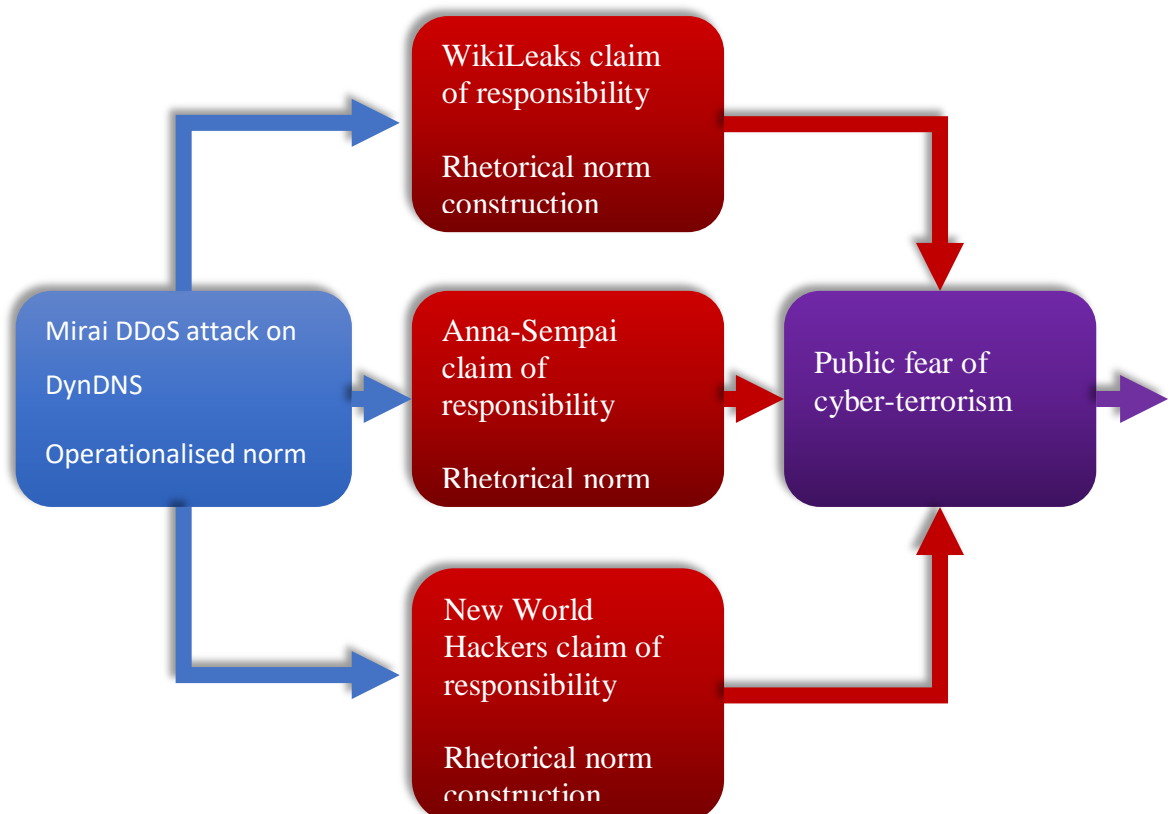 WikiLeaks claim
of responsibility
Rhetorical norm
construction
Mirai DDoS attack on
DynDNS
Operationalised norm
Anna-Sempai
claim of
responsibility
Rhetorical norm
Public fear of
cyber-terrorism
New World
Hackers claim of
responsibility
Rhetorical norm
construction